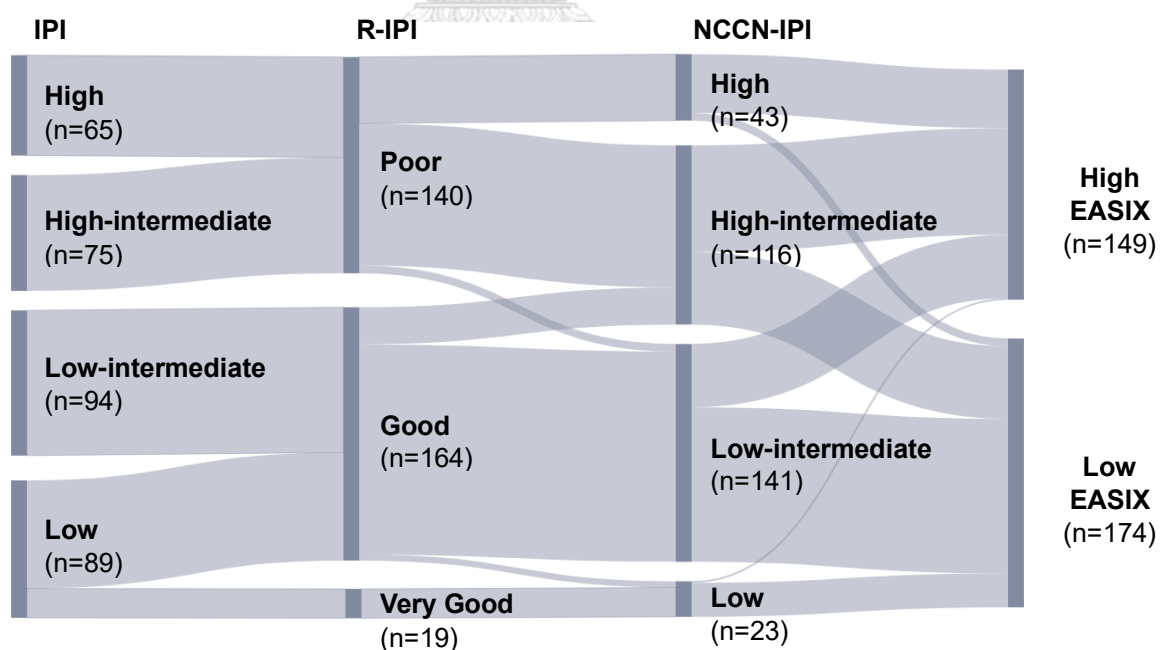 IPI
R-IPI
NCCN-IPI
High
(n=65)
High-intermediate
(n=75)
Low-intermediate
(n=94)
Low
(n=89)
Poor
(n=140)
Good
(n=164)
Very Good
(n=19)
High
(n=43)
High-intermediate
(n=116)
Low-intermediate
(n=141)
Low
(n=23)
High
EASIX
(n=149)
Low
EASIX
(n=174)